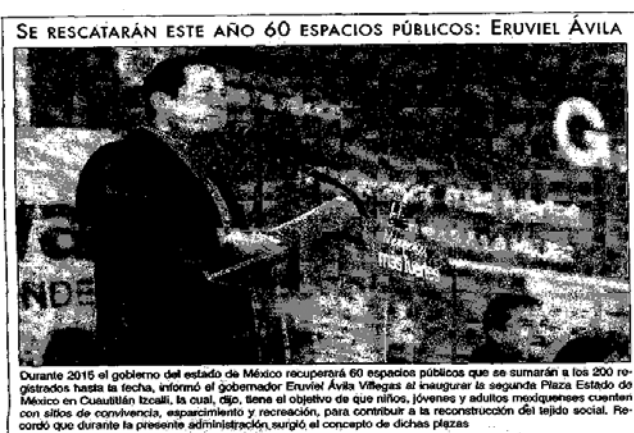 SE RESCATARÁN ESTE AÑO 60 ESPACIOS PÚBLICOS: ERUVIEL ÁVILA
G
NDE
más fuerte
Durante 2015 el gobierno del estado de México recuperará 60 espacios públicos que se sumarán a los 200 re-
gistrados hasta la fecha, informó el gobernador Eruviel Ávila Villegas al inaugurar la segunda Plaza Estado de
México en Cuautitlán Izcalli, la cual, dijo, tiene el objetivo de que niños, jóvenes y adultos mexiquenses cuenten
con sitios de convivencia, esparcimiento y recreación, para contribuir a la reconstrucción del tejido social. Re-
cordó que durante la presente administración surgió el concepto de dichas plazas